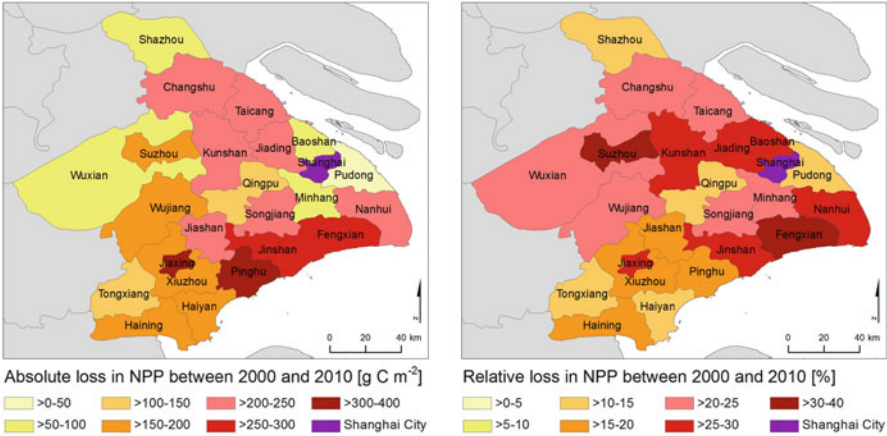 Shazhou
Changshu
Taicang
Baoshan
Suzhou
Kunshan
Jiading
Shanghai
Wuxian
Qingpu
Pudong
Minhang
Wujiang
Songjiang
Nanhui
Jiashan
Fengxian
Jinshan
Jiaxing
Pinghu
Xiuzhou
Tongxiang
Haiyan
Haining
0 20 40 km
Absolute loss in NPP between 2000 and 2010 [g C m⁻²]
>0-50 >100-150 >200-250 >300-400
>50-100 >150-200 >250-300 Shanghai City
Shazhou
Changshu
Taicang
Baoshan
Suzhou
Kunshan
Jiading
Shanghai
Wuxian
Qingpu
Pudong
Minhang
Wujiang
Songjiang
Nanhui
Jiashan
Fengxian
Jinshan
Jiaxing
Pinghu
Xiuzhou
Tongxiang
Haiyan
Haining
0 20 40 km
Relative loss in NPP between 2000 and 2010 [%]
>0-5 >10-15 >20-25 >30-40
>5-10 >15-20 >25-30 Shanghai City